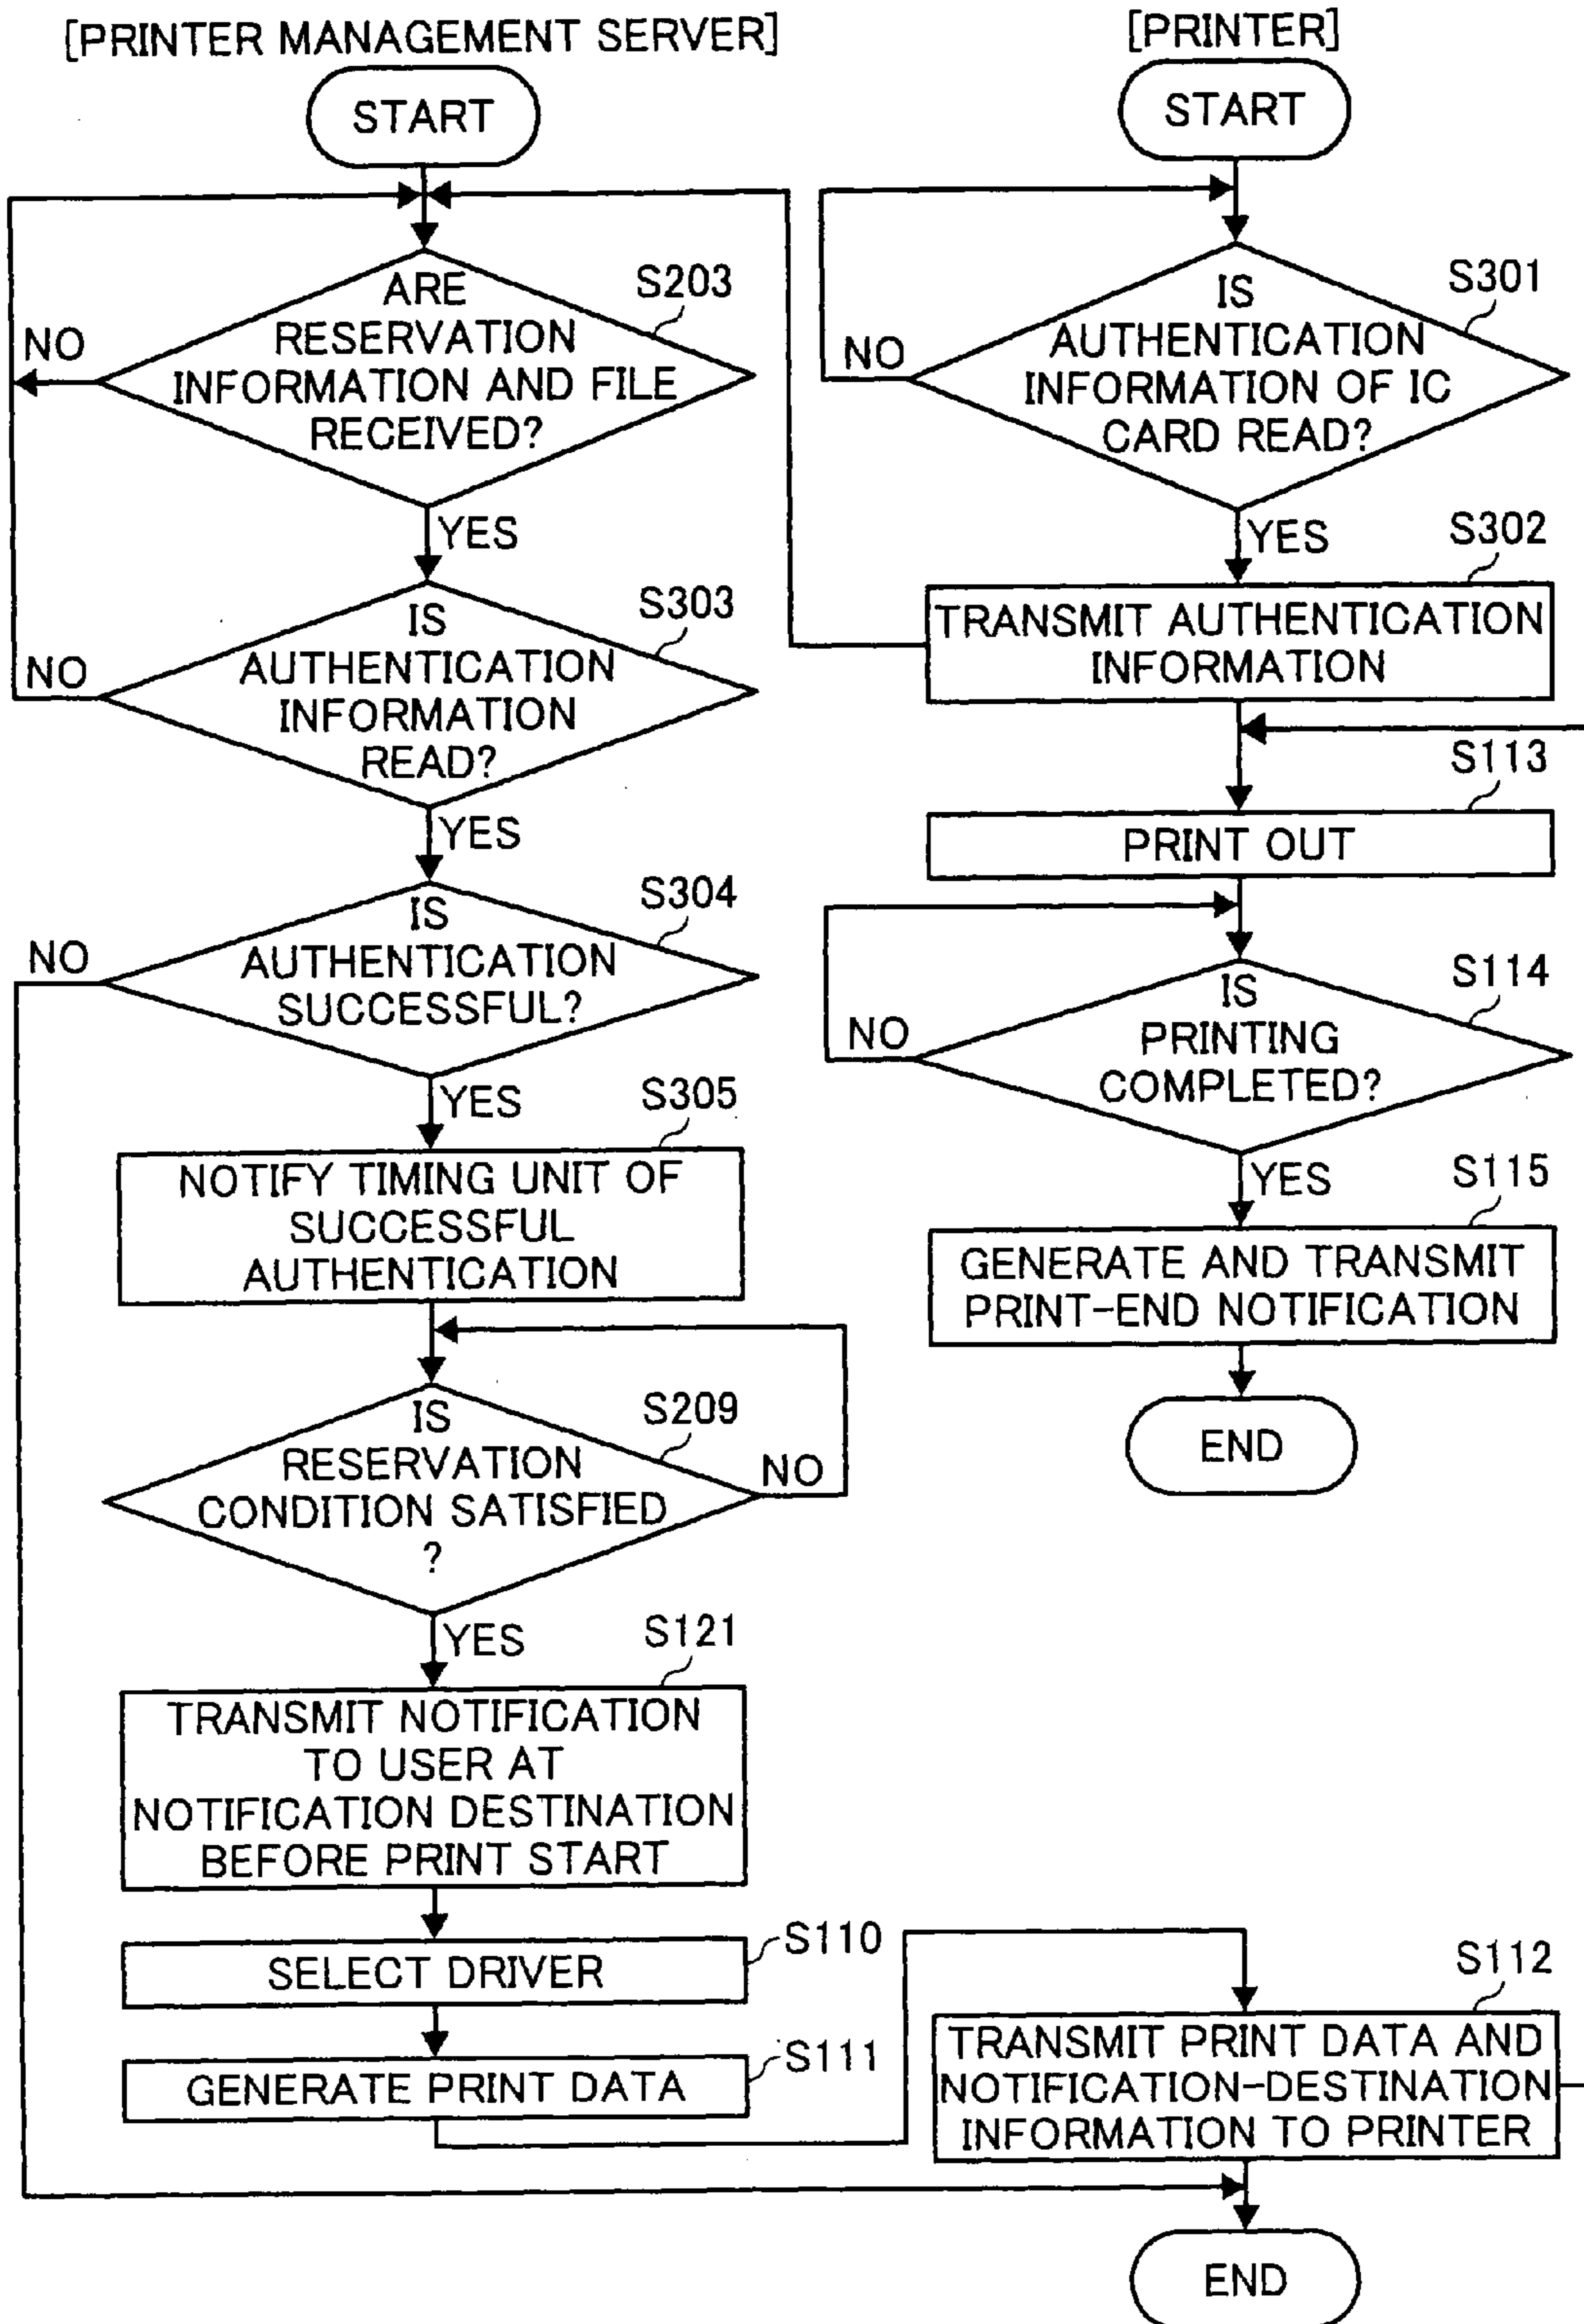 [PRINTER MANAGEMENT SERVER]
START
ARE
RESERVATION
INFORMATION AND FILE
RECEIVED?
S203
NO
YES
IS
AUTHENTICATION
INFORMATION
READ?
S303
NO
YES
IS
AUTHENTICATION
SUCCESSFUL?
S304
NO
YES
S305
NOTIFY TIMING UNIT OF
SUCCESSFUL
AUTHENTICATION
IS
RESERVATION
CONDITION SATISFIED
?
S209
NO
YES
S121
TRANSMIT NOTIFICATION
TO USER AT
NOTIFICATION DESTINATION
BEFORE PRINT START
SELECT DRIVER
S110
GENERATE PRINT DATA
S111
S112
TRANSMIT PRINT DATA AND
NOTIFICATION-DESTINATION
INFORMATION TO PRINTER
END
[PRINTER]
START
IS
AUTHENTICATION
INFORMATION OF IC
CARD READ?
S301
NO
YES
S302
TRANSMIT AUTHENTICATION
INFORMATION
S113
PRINT OUT
IS
PRINTING
COMPLETED?
S114
NO
YES
S115
GENERATE AND TRANSMIT
PRINT-END NOTIFICATION
END